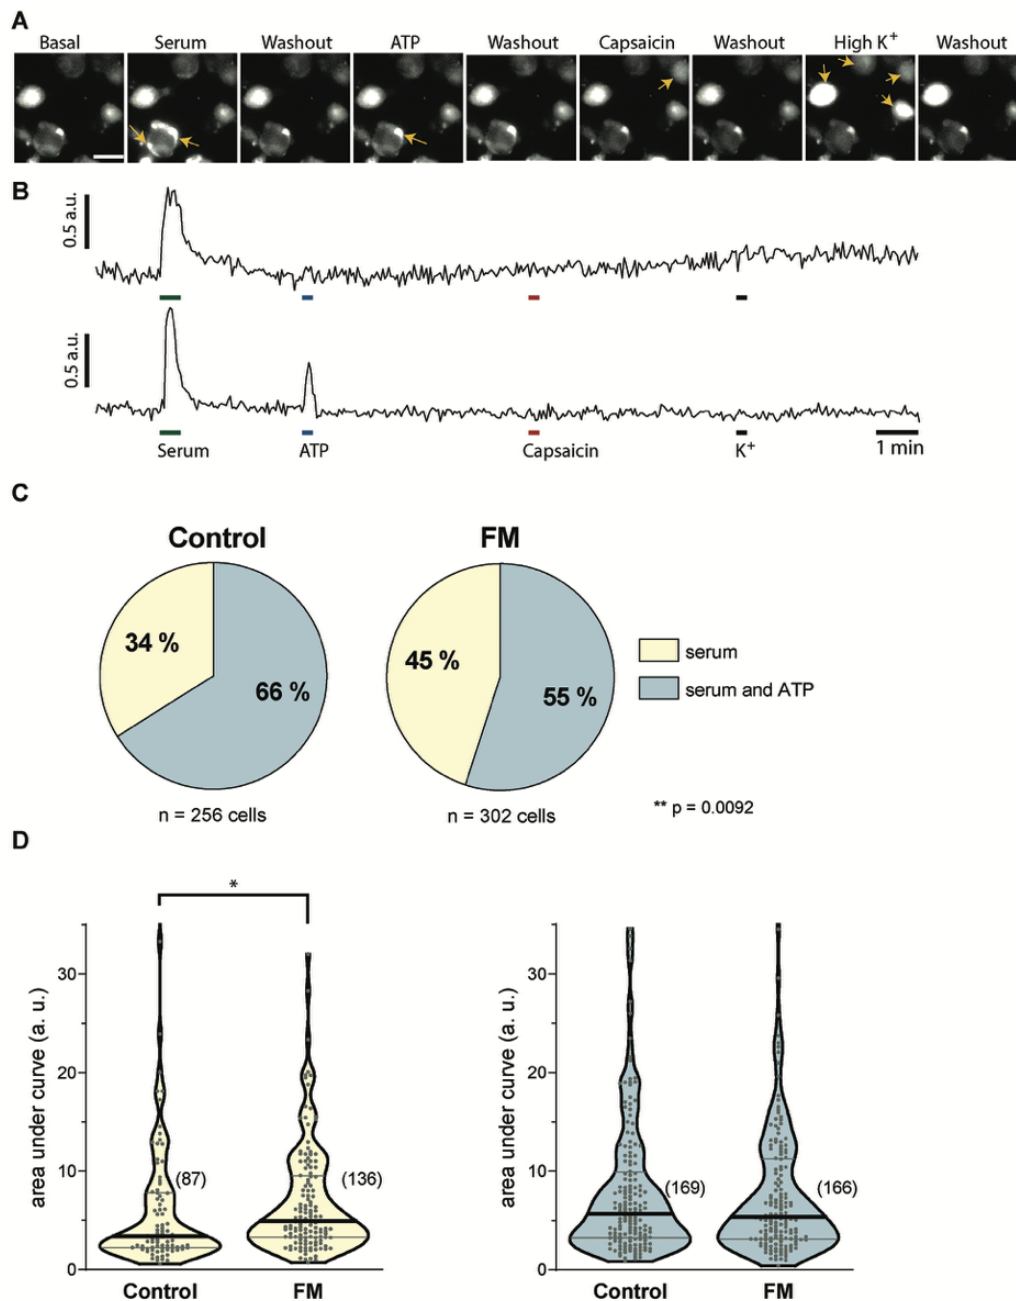 A
Basal Serum Washout ATP Washout Capsaicin Washout High K⁺ Washout
B
0.5 a.u.
0.5 a.u.
Serum ATP Capsaicin K⁺ 1 min
C
Control FM
34 % 66 % 45 % 55 %
serum
serum and ATP
n = 256 cells n = 302 cells ** p = 0.0092
D
*
area under curve (a. u.)
30
20
10
0
(87) (136)
Control FM
area under curve (a. u.)
30
20
10
0
(169) (166)
Control FM